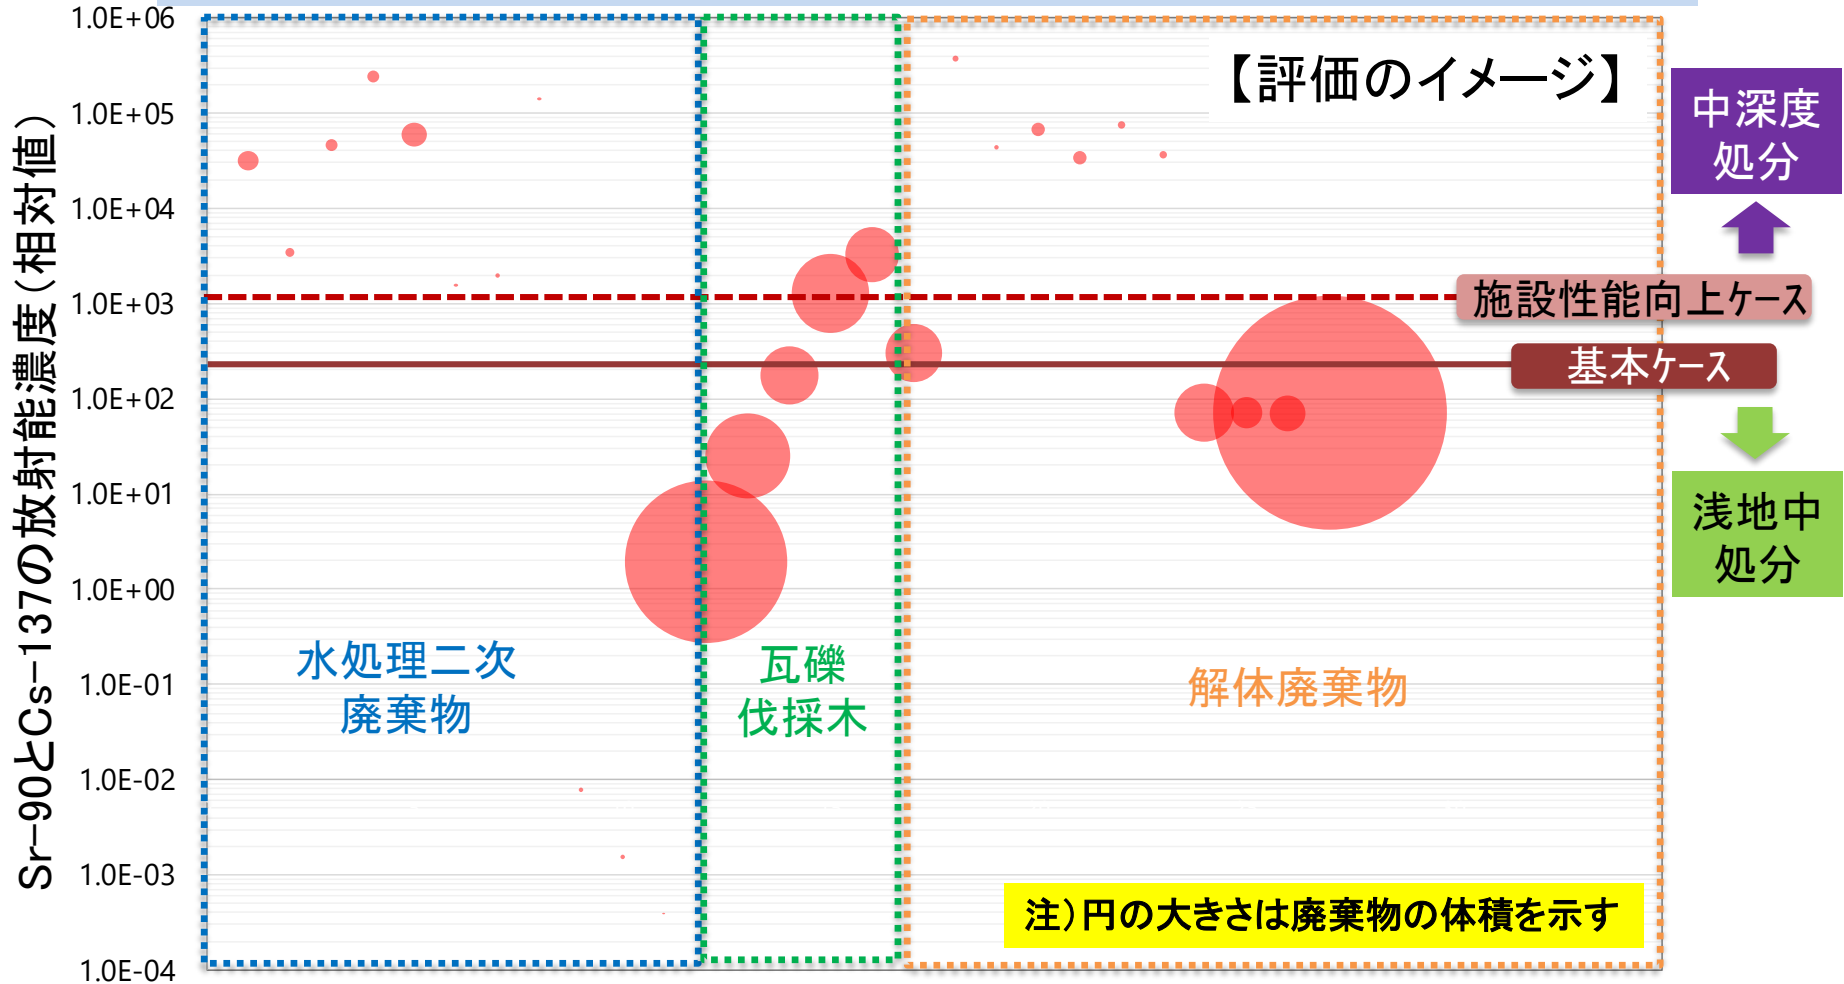 【評価のイメージ】
Sr-90とCs-137の放射能濃度(相対値)
1.0E+06
1.0E+05
1.0E+04
1.0E+03
1.0E+02
1.0E+01
1.0E+00
1.0E-01
1.0E-02
1.0E-03
1.0E-04
水処理二次
廃棄物
瓦礫
伐採木
解体廃棄物
中深度
処分
施設性能向上ケース
基本ケース
浅地中
処分
注)円の大きさは廃棄物の体積を示す